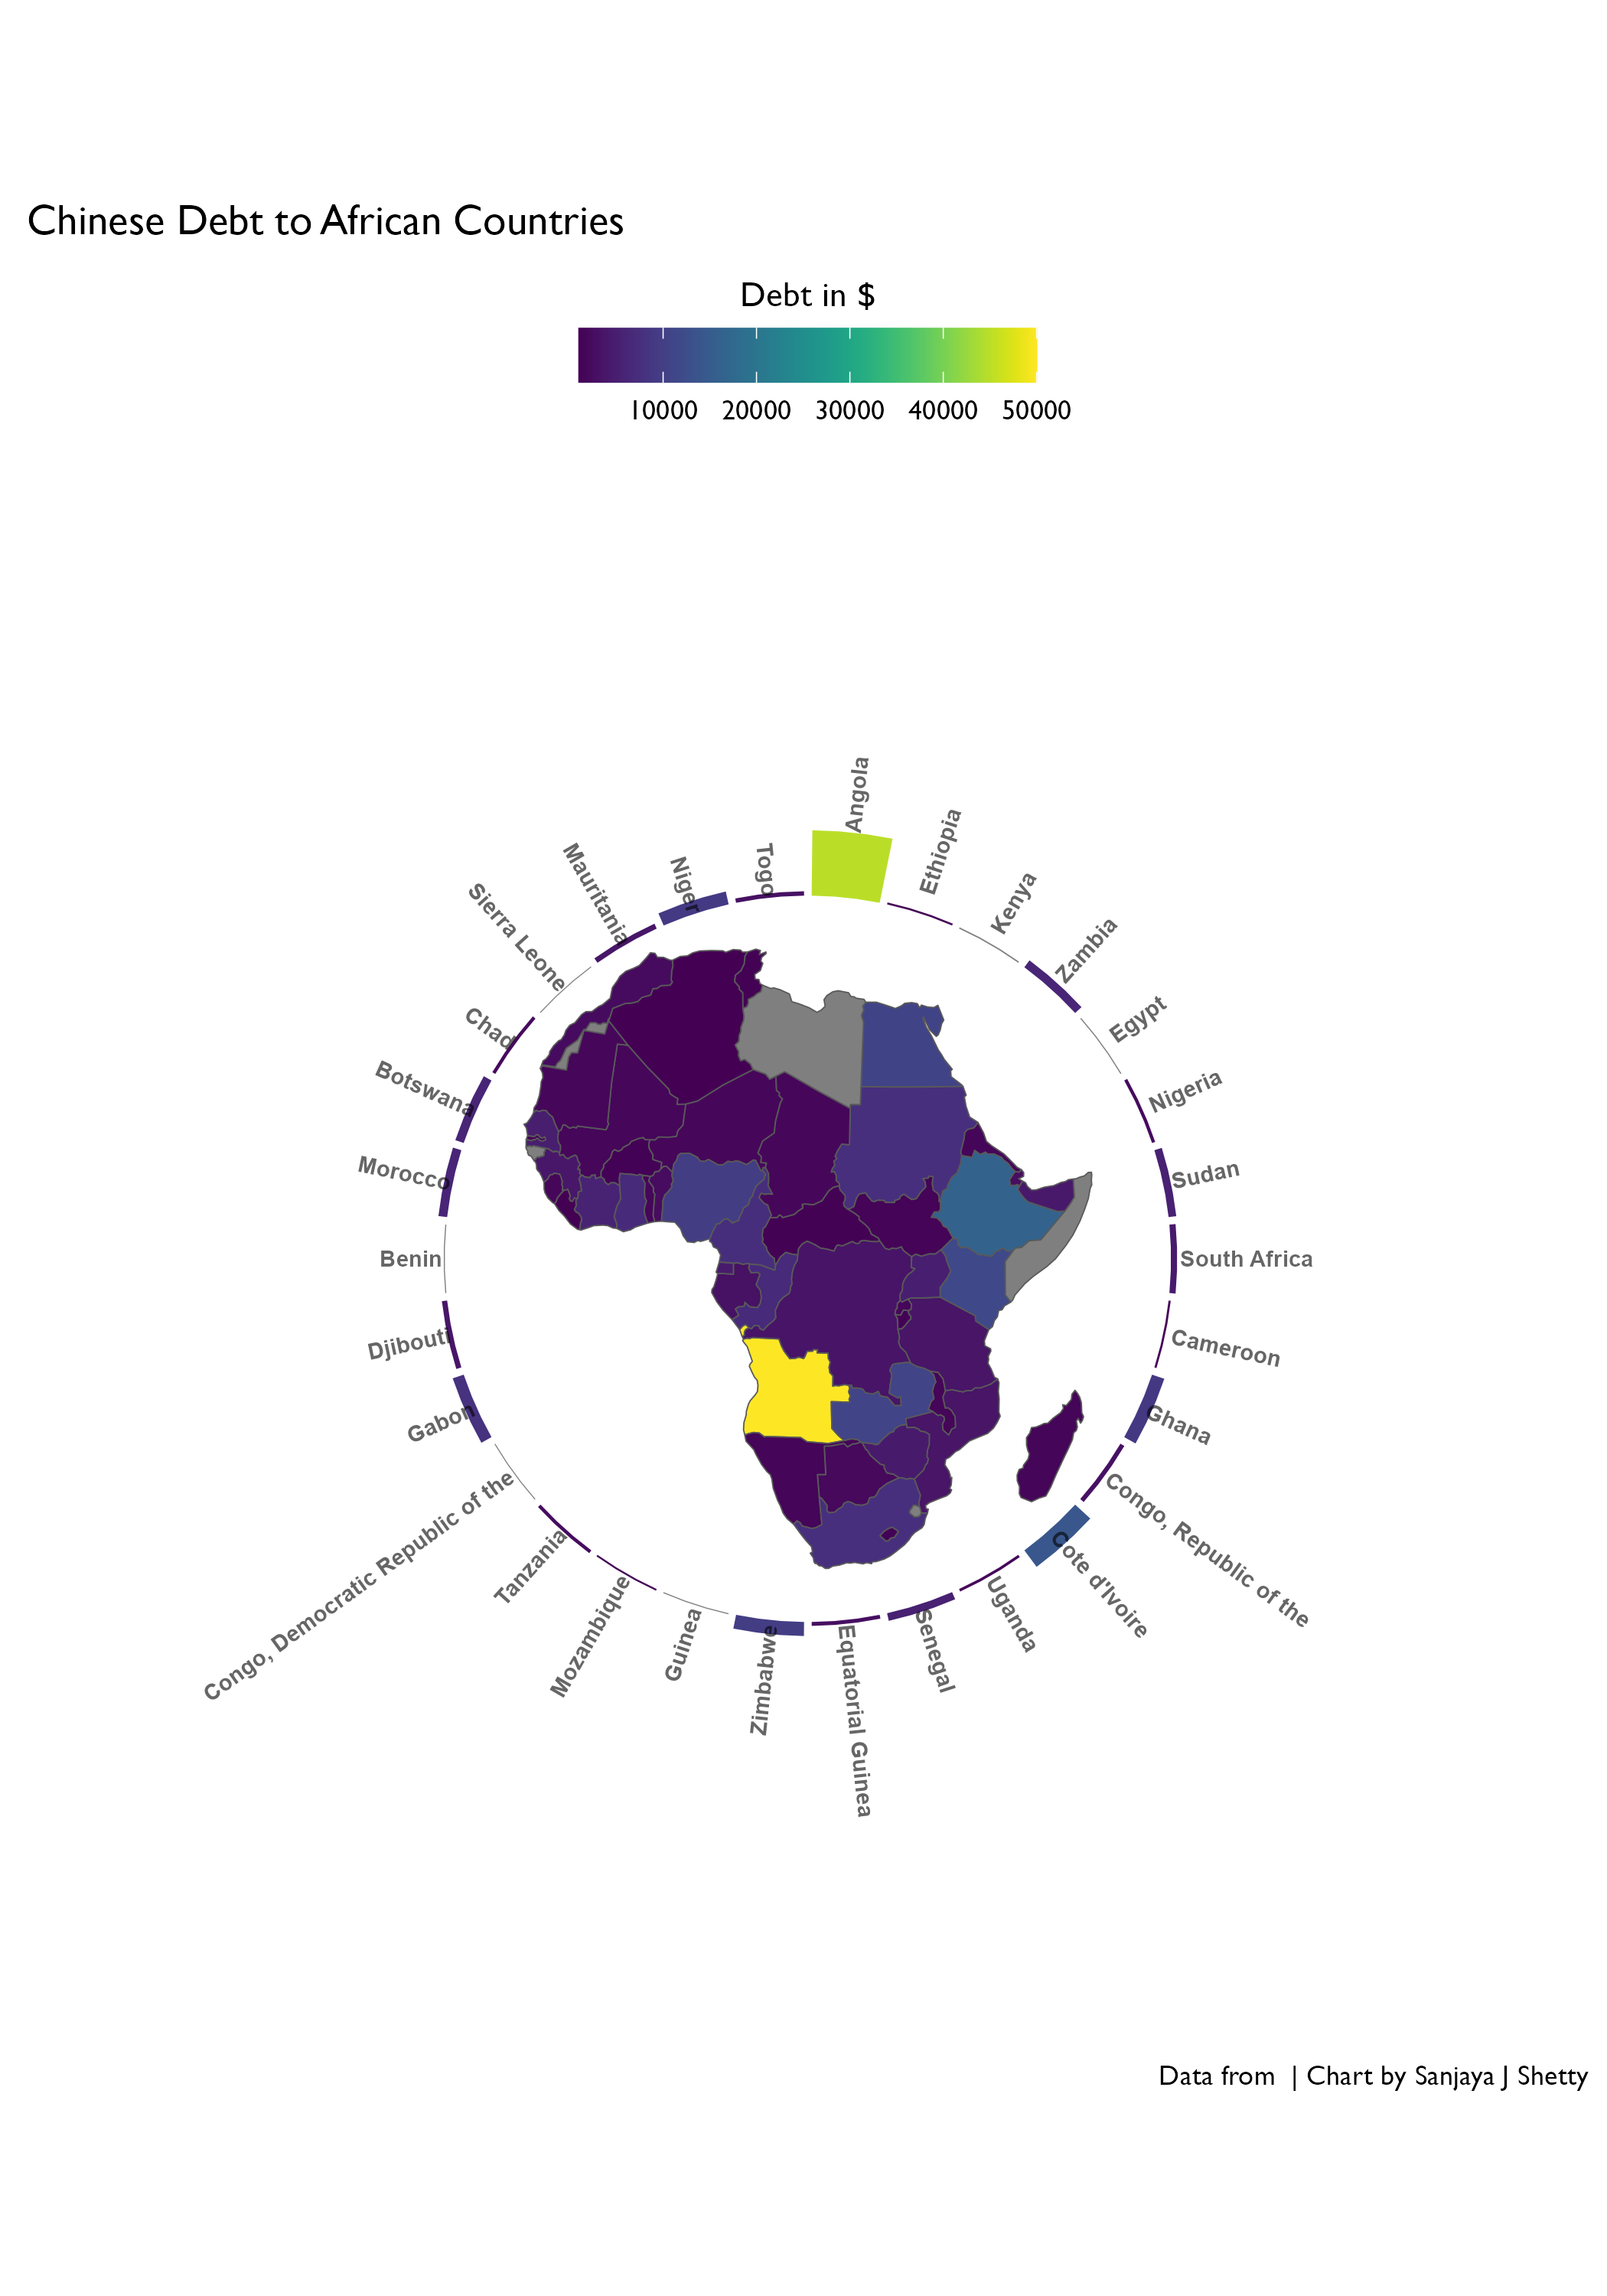 Chinese Debt to African Countries
Debt in $
10000 20000 30000 40000 50000
Angola
Ethiopia
Kenya
Zambia
Egypt
Nigeria
Sudan
South Africa
Cameroon
Ghana
Congo, Republic of the
Cote d'Ivoire
Uganda
Senegal
Equatorial Guinea
Zimbabwe
Guinea
Mozambique
Tanzania
Congo, Democratic Republic of the
Gabon
Djibouti
Benin
Morocco
Botswana
Chad
Sierra Leone
Mauritania
Niger
Togo
Data from | Chart by Sanjaya J Shetty